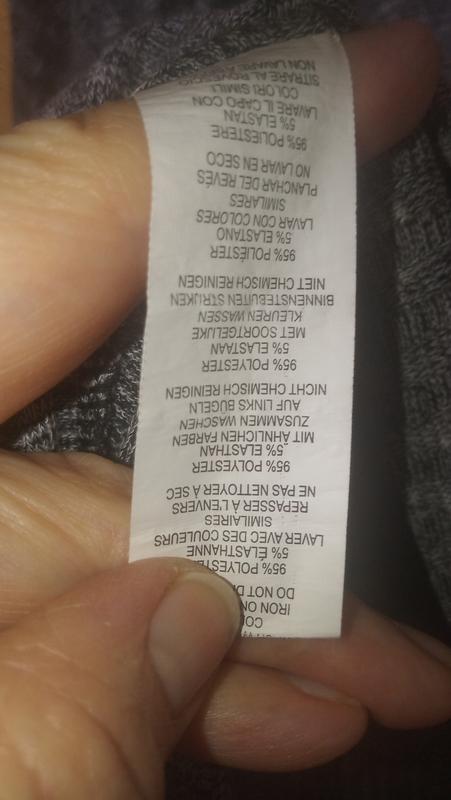 COL
IRON ON
DO NOT D
95% POLYESTER
5% ÉLASTHANNE
LAVER AVEC DES COULEURS
SIMILAIRES
REPASSER À L'ENVERS
NE PAS NETTOYER À SEC
95% POLYESTER
5% ELASTHAN
MIT ÄHNLICHEN FARBEN
ZUSAMMEN WASCHEN
AUF LINKS BÜGELN
NICHT CHEMISCH REINIGEN
95% POLYESTER
5% ELASTAAN
MET SOORTGELIJKE
KLEUREN WASSEN
BINNENSTEBUITEN STRIJKEN
NIET CHEMISCH REINIGEN
95% POLIÉSTER
5% ELASTANO
LAVAR CON COLORES
SIMILARES
PLANCHAR DEL REVÉS
NO LAVAR EN SECO
95% POLIESTERE
5% ELASTAN
LAVARE IL CAPO CON
COLORI SIMILI
STIRARE AL ROVESCIO
NON LAVARE A